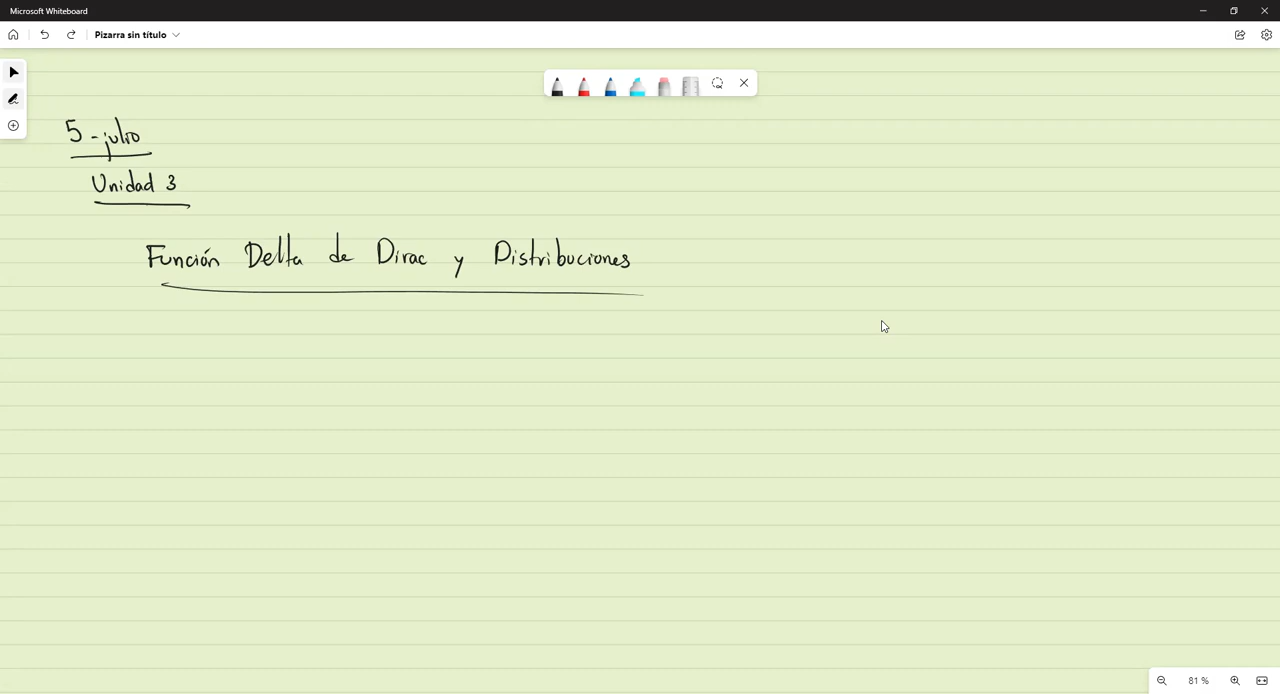 Microsoft Whiteboard
Pizarra sin título
5 - julio
Unidad 3
Función Delta de Dirac y Distribuciones
81 %